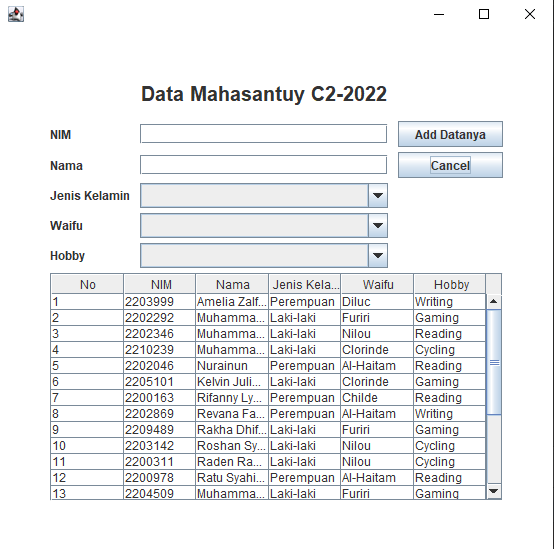 Data Mahasantuy C2-2022
NIM Add Datanya
Nama Cancel
Jenis Kelamin
Waifu
Hobby
No NIM Nama Jenis Kela... Waifu Hobby
1 2203999 Amelia Zalf... Perempuan Diluc Writing
2 2202292 Muhamma... Laki-laki Furiri Gaming
3 2202346 Muhamma... Laki-laki Nilou Reading
4 2210239 Muhamma... Laki-laki Clorinde Cycling
5 2202046 Nurainun Perempuan Al-Haitam Reading
6 2205101 Kelvin Juli... Laki-laki Clorinde Gaming
7 2200163 Rifanny Ly... Perempuan Childe Reading
8 2202869 Revana Fa... Perempuan Al-Haitam Writing
9 2209489 Rakha Dhif... Laki-laki Furiri Gaming
10 2203142 Roshan Sy... Laki-laki Nilou Cycling
11 2200311 Raden Ra... Laki-laki Nilou Cycling
12 2200978 Ratu Syahi... Perempuan Al-Haitam Reading
13 2204509 Muhamma... Laki-laki Furiri Gaming